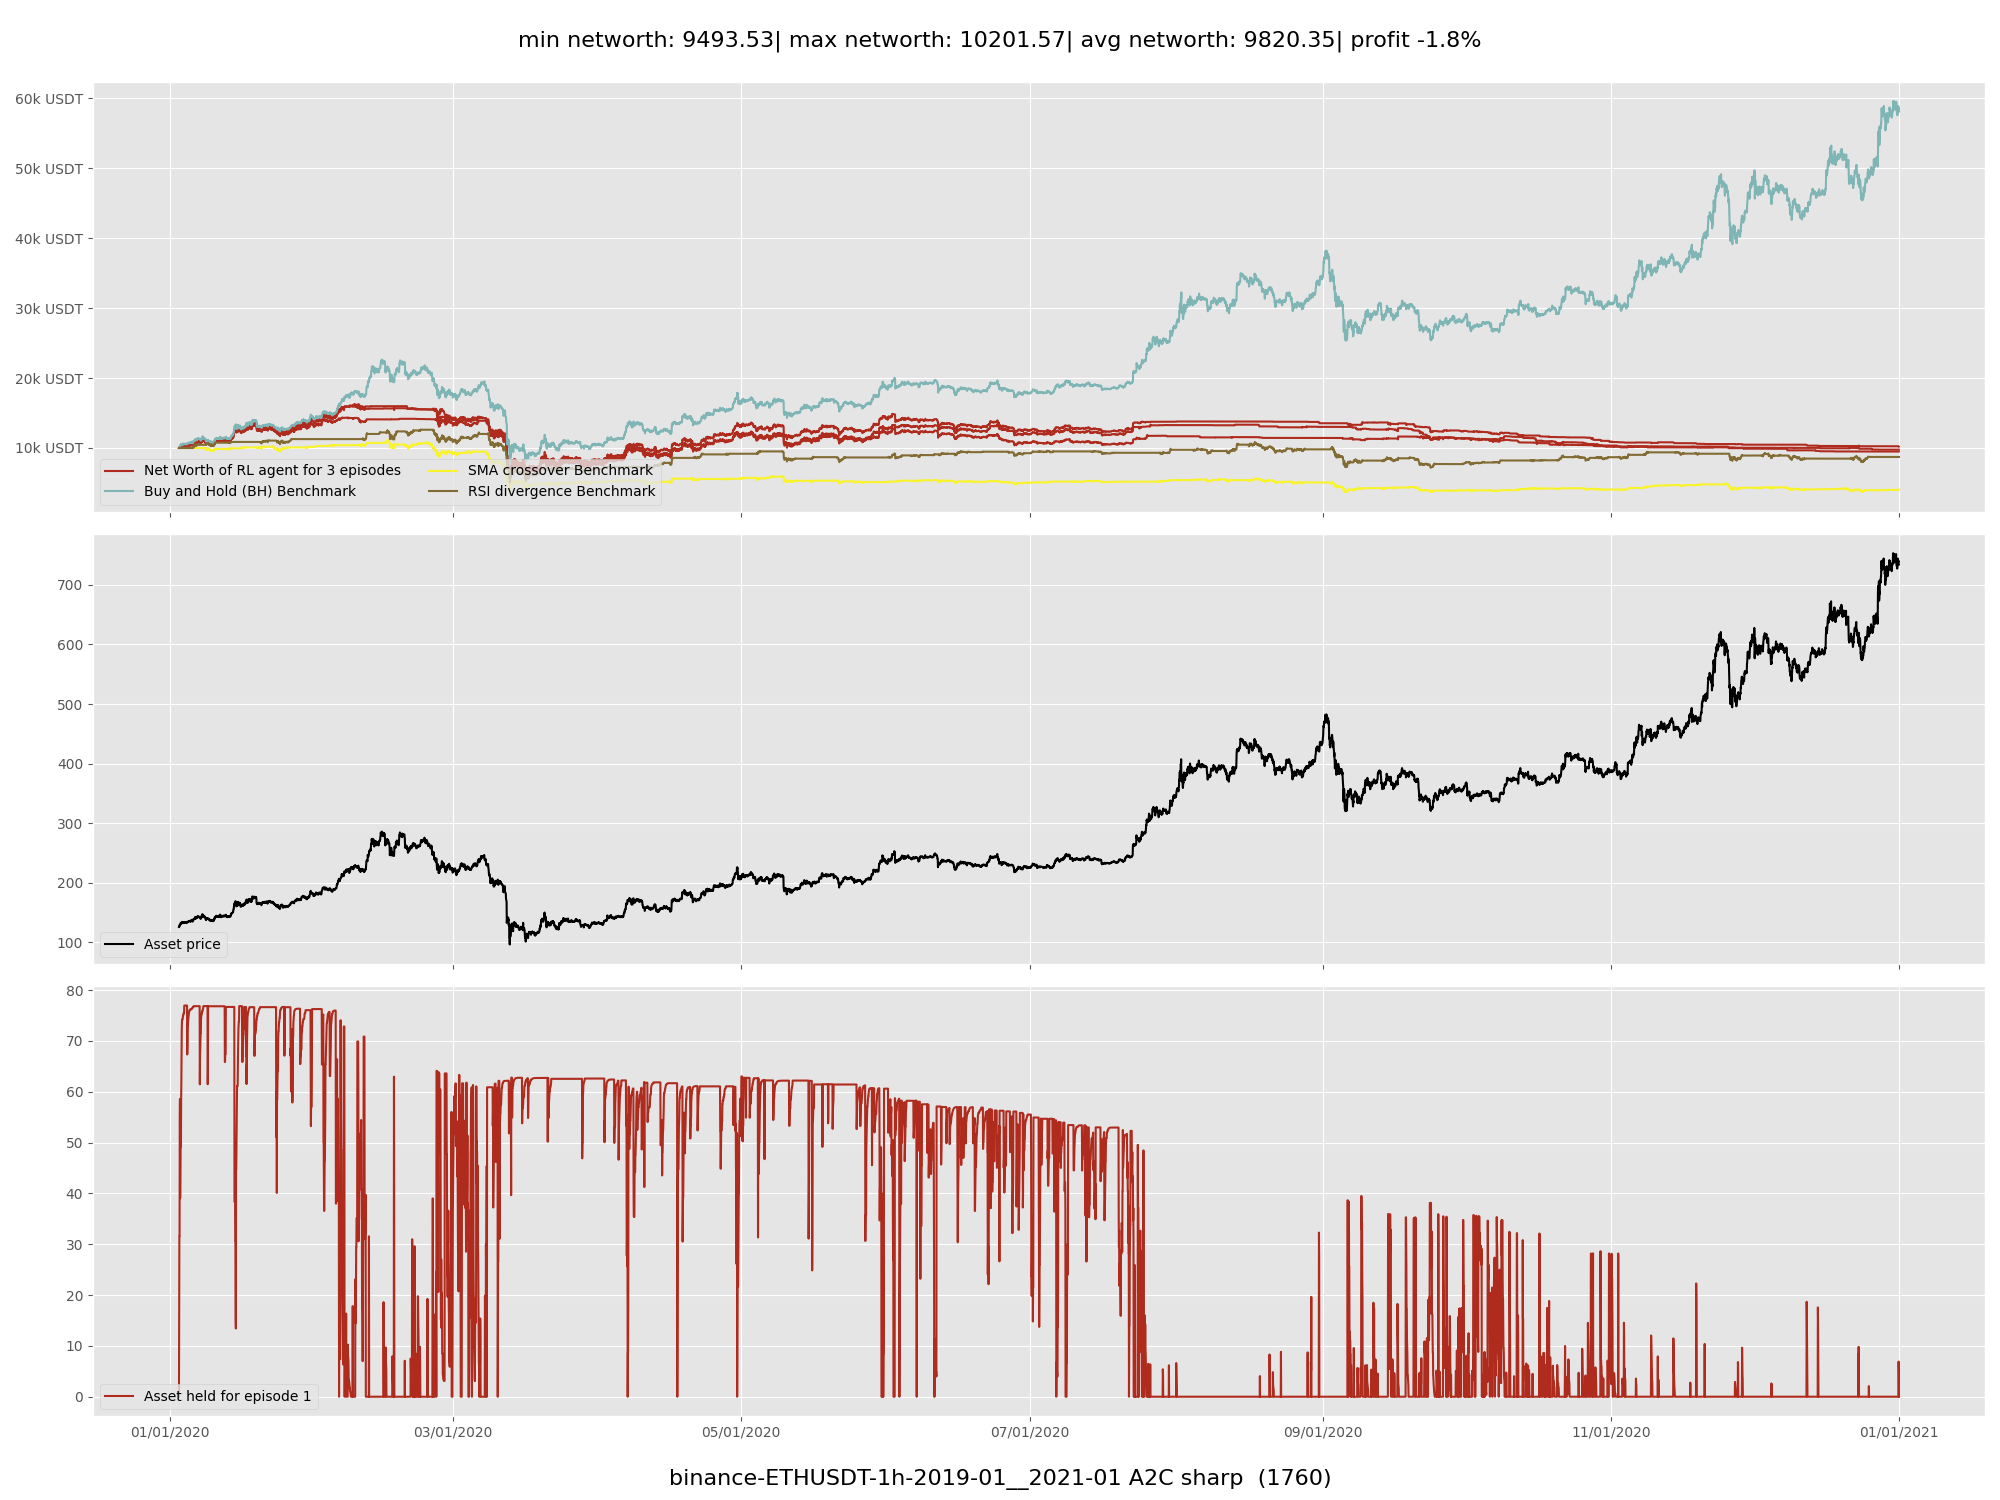 min networth: 9493.53| max networth: 10201.57| avg networth: 9820.35| profit -1.8%
60k USDT
50k USDT
40k USDT
30k USDT
20k USDT
10k USDT
Net Worth of RL agent for 3 episodes
Buy and Hold (BH) Benchmark
SMA crossover Benchmark
RSI divergence Benchmark
700
600
500
400
300
200
100
Asset price
80
70
60
50
40
30
20
10
0
Asset held for episode 1
01/01/2020 03/01/2020 05/01/2020 07/01/2020 09/01/2020 11/01/2020 01/01/2021
binance-ETHUSDT-1h-2019-01__2021-01 A2C sharp (1760)